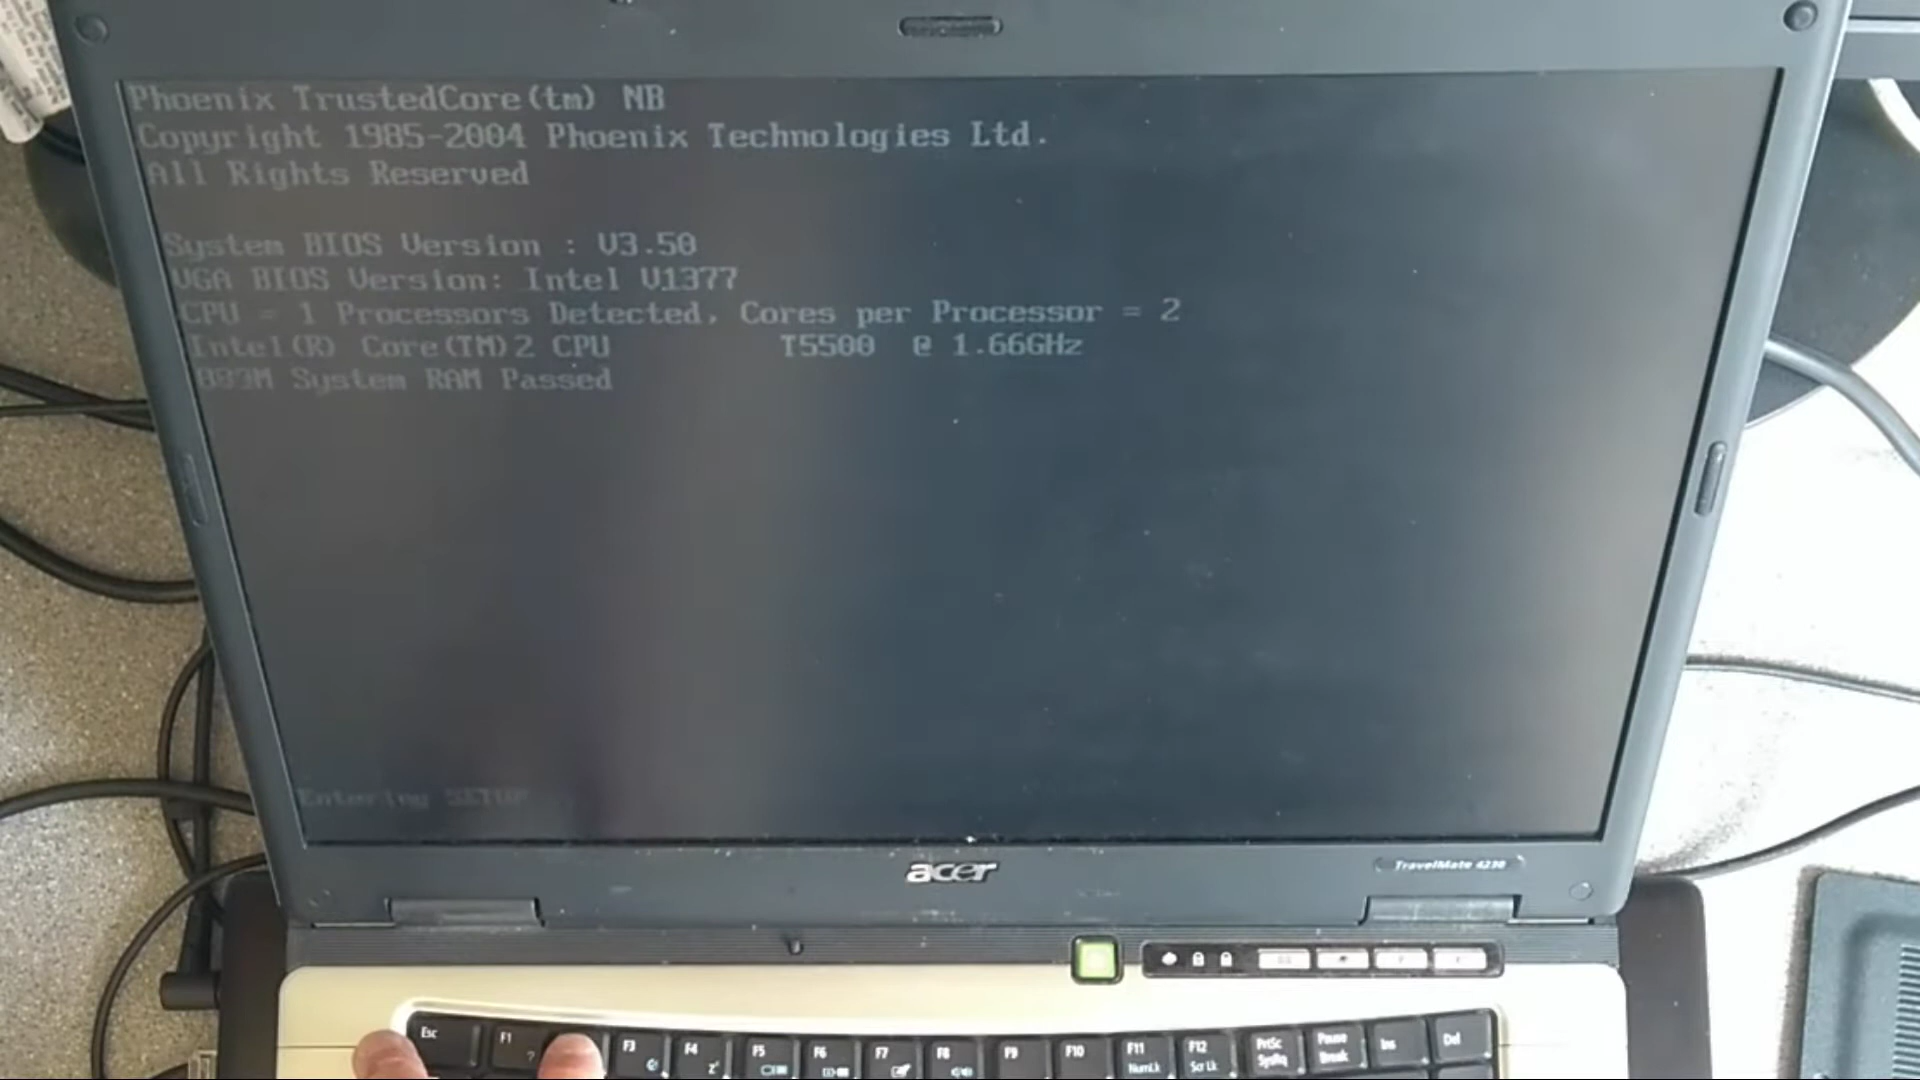 Phoenix TrustedCore(tm) NB
Copyright 1985-2004 Phoenix Technologies Ltd.
All Rights Reserved
System BIOS Version : V3.50
VGA BIOS Version: Intel V1377
CPU = 1 Processors Detected, Cores per Processor = 2
Intel(R) Core(TM)2 CPU T5500 @ 1.66GHz
System RAM Passed
Entering SETUP
acer
TravelMate 4230
Esc F1 F3 F4 F5 F6 F7 F8 F9 F10 F11 F12 PrtSc Pause Ins Del
? NumLk Scr Lk SysRq Break